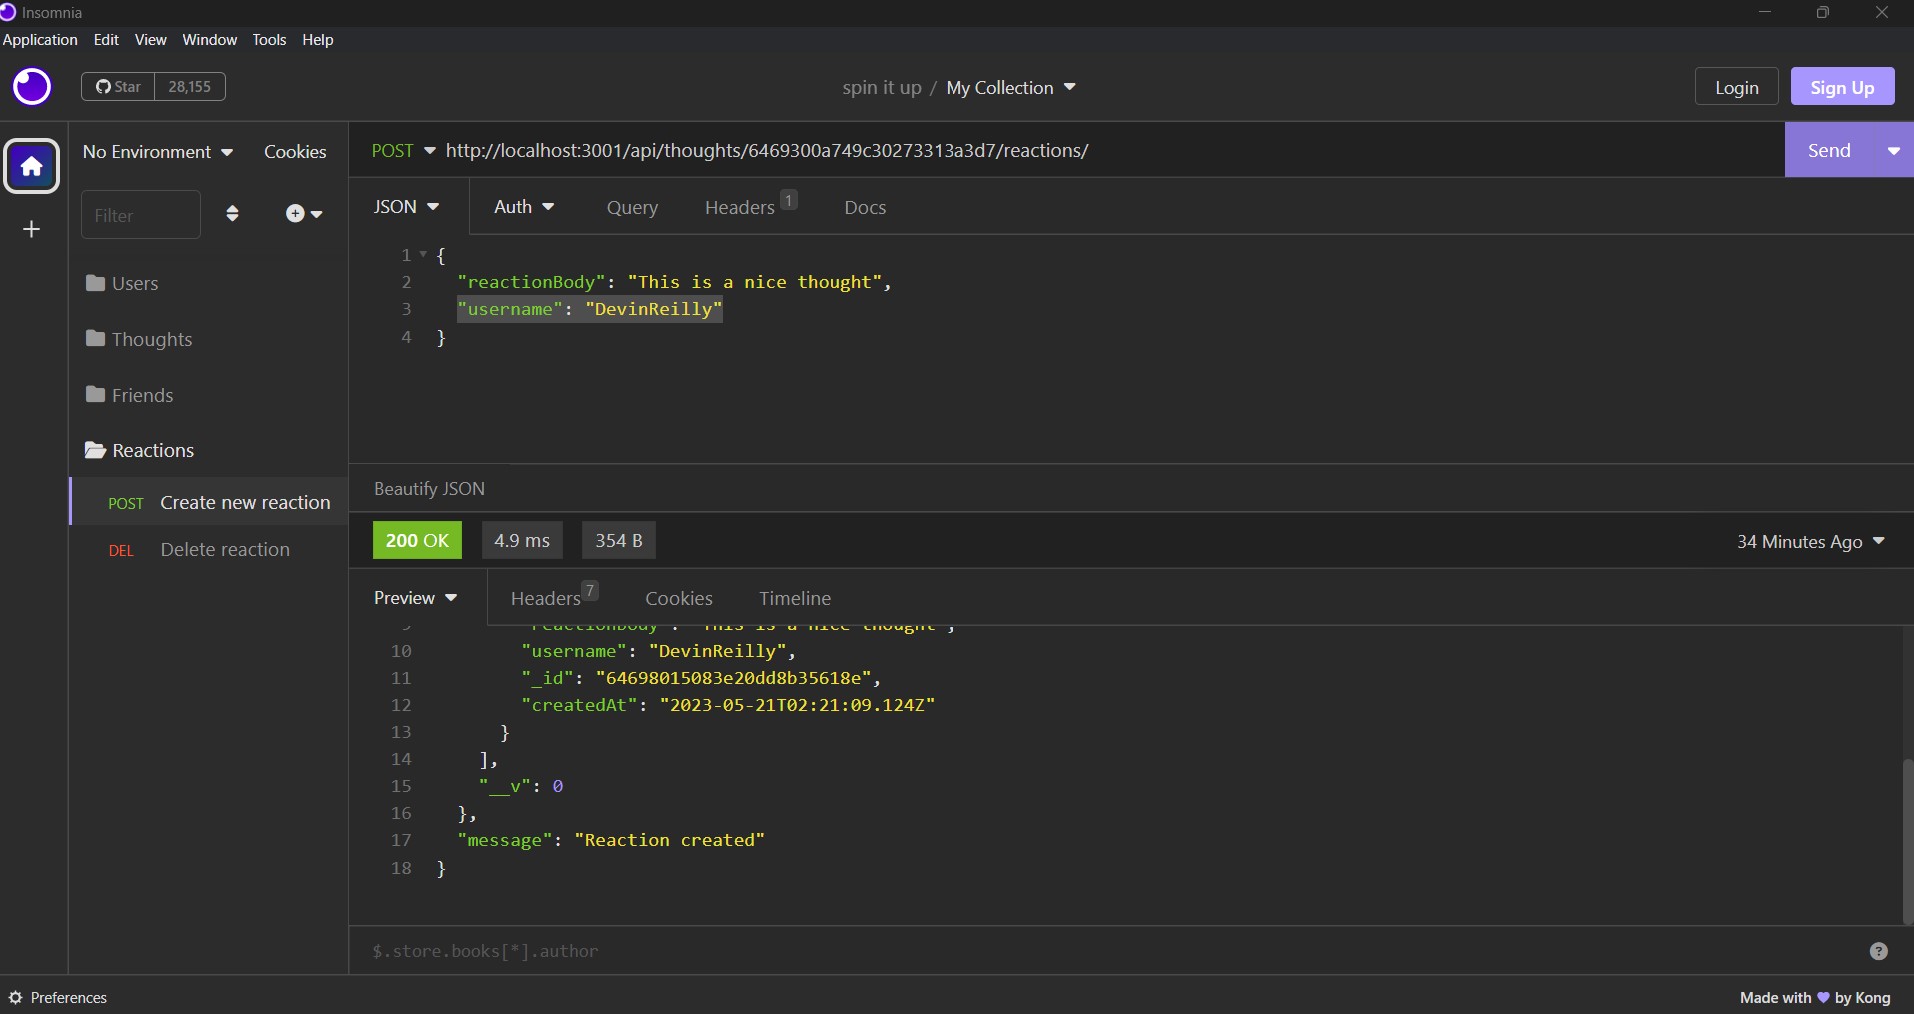 Insomnia
Application Edit View Window Tools Help
Star 28,155
spin it up / My Collection
Login Sign Up
No Environment Cookies
POST http://localhost:3001/api/thoughts/6469300a749c30273313a3d7/reactions/
Send
Filter
JSON Auth Query Headers 1 Docs
1 {
2 "reactionBody": "This is a nice thought",
3 "username": "DevinReilly"
4 }
Users
Thoughts
Friends
Reactions
POST Create new reaction
DEL Delete reaction
Beautify JSON
200 OK 4.9 ms 354 B
34 Minutes Ago
Preview Headers 7 Cookies Timeline
9 "reactionBody": "This is a nice thought",
10 "username": "DevinReilly",
11 "_id": "64698015083e20dd8b35618e",
12 "createdAt": "2023-05-21T02:21:09.124Z"
13 }
14 ],
15 "__v": 0
16 },
17 "message": "Reaction created"
18 }
$.store.books[*].author
?
Preferences
Made with by Kong